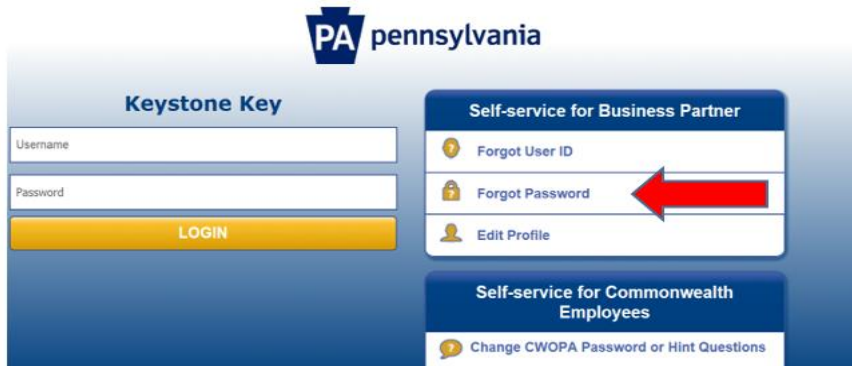 PA pennsylvania
Keystone Key
Username
Password
LOGIN
Self-service for Business Partner
Forgot User ID
Forgot Password
Edit Profile
Self-service for Commonwealth
Employees
Change CWOPA Password or Hint Questions